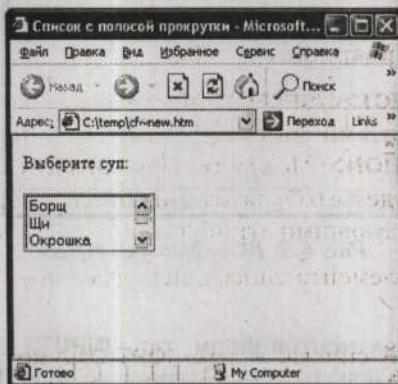 Список с полосой прокрутки - Microsoft...
Файл Правка Вид Избранное Сервис Справка
Назад Поиск
Адрес: C:\temp\cf~new.htm Переход Links
Выберите суп:
Борщ
Щи
Окрошка
Готово My Computer